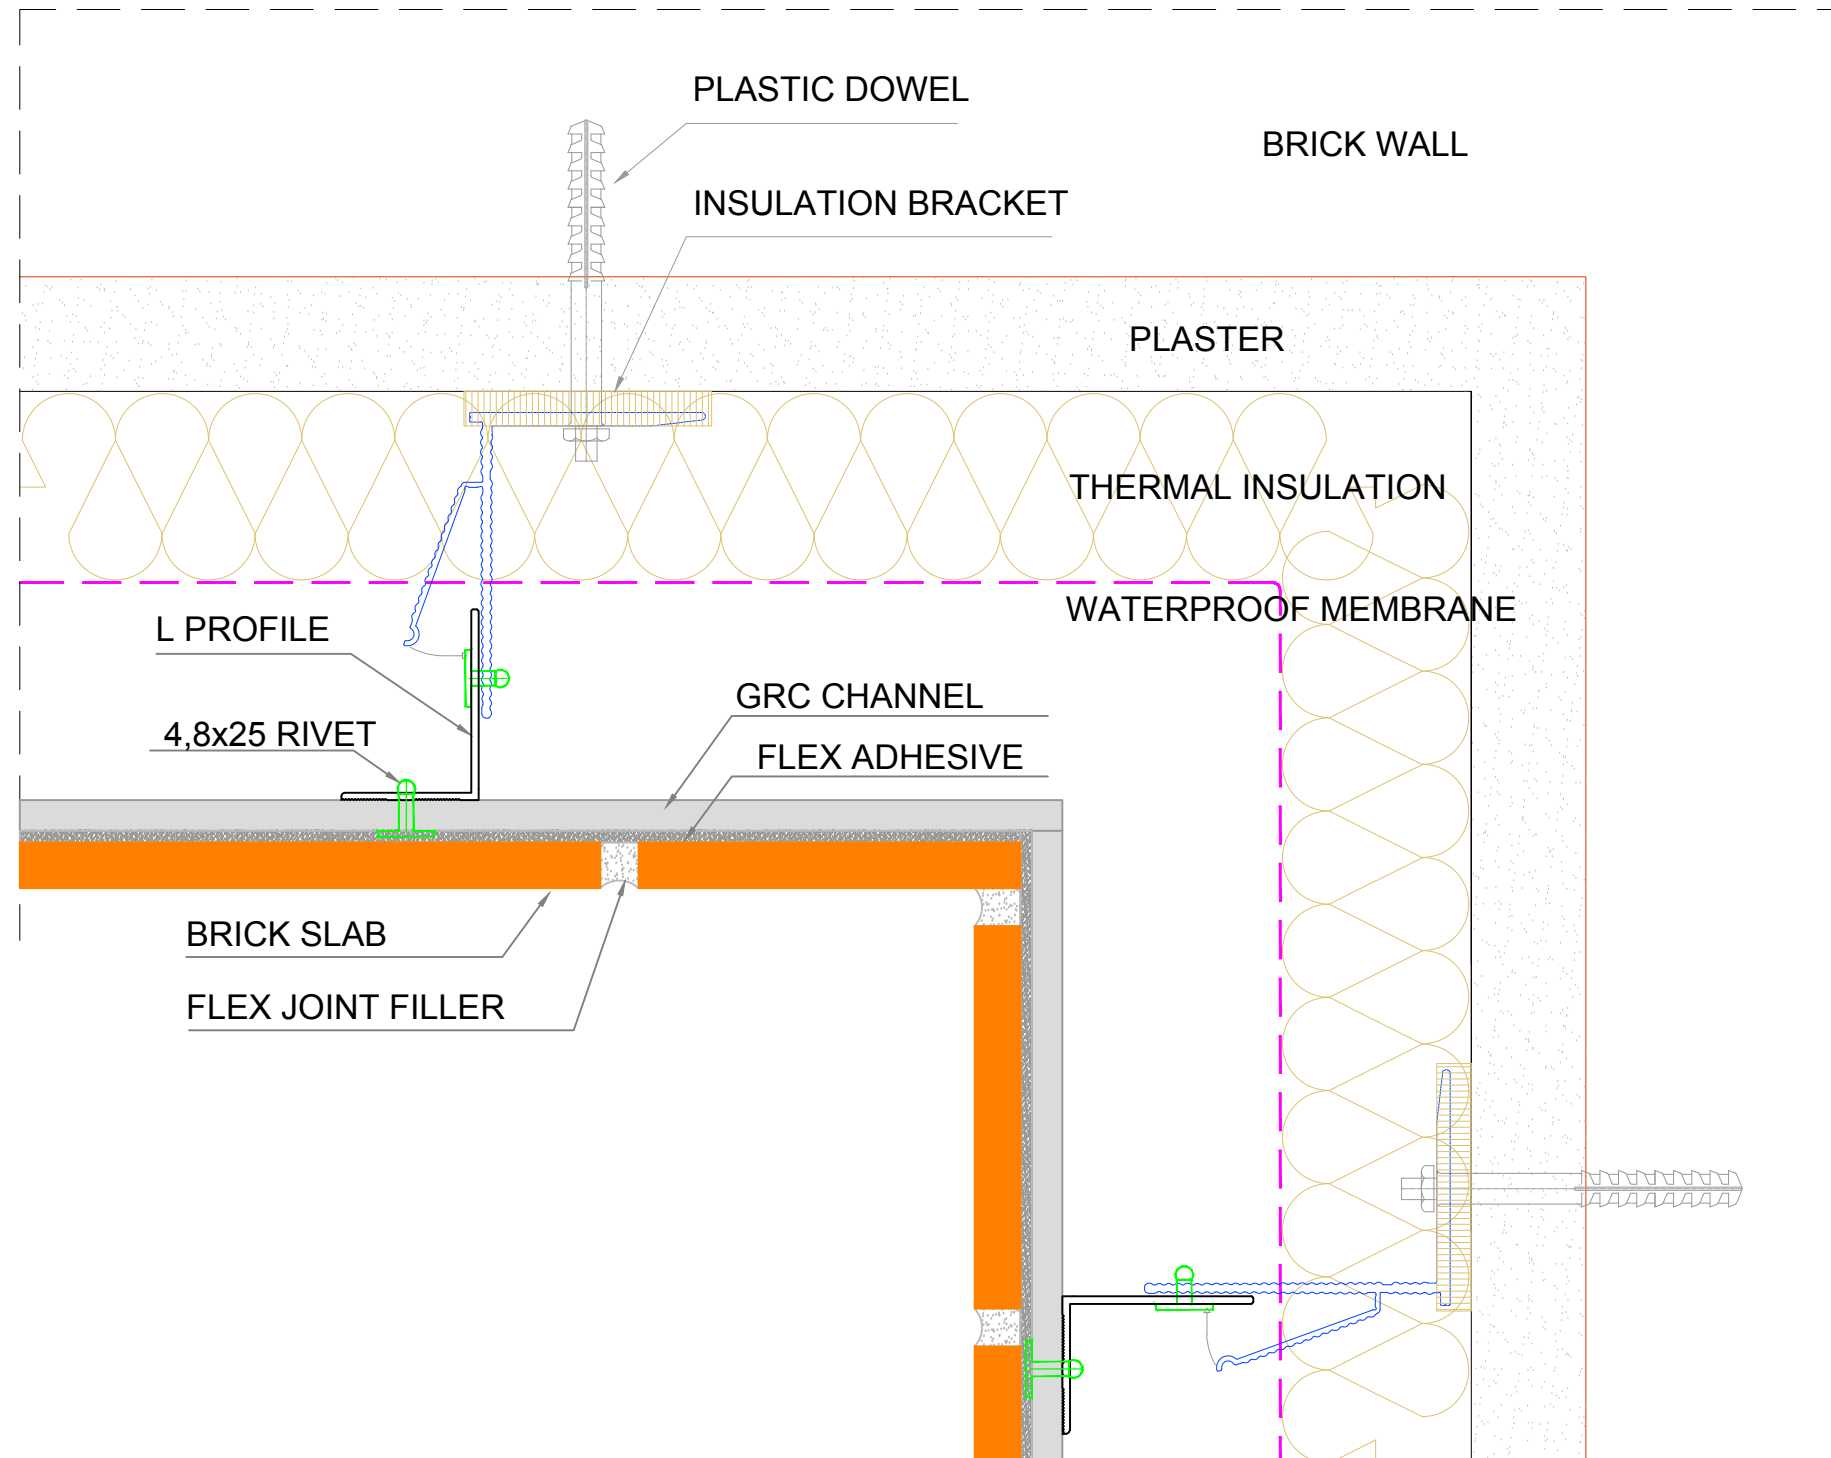 PLASTIC DOWEL
BRICK WALL
INSULATION BRACKET
PLASTER
THERMAL INSULATION
WATERPROOF MEMBRANE
L PROFILE
GRC CHANNEL
4,8x25 RIVET
FLEX ADHESIVE
BRICK SLAB
FLEX JOINT FILLER